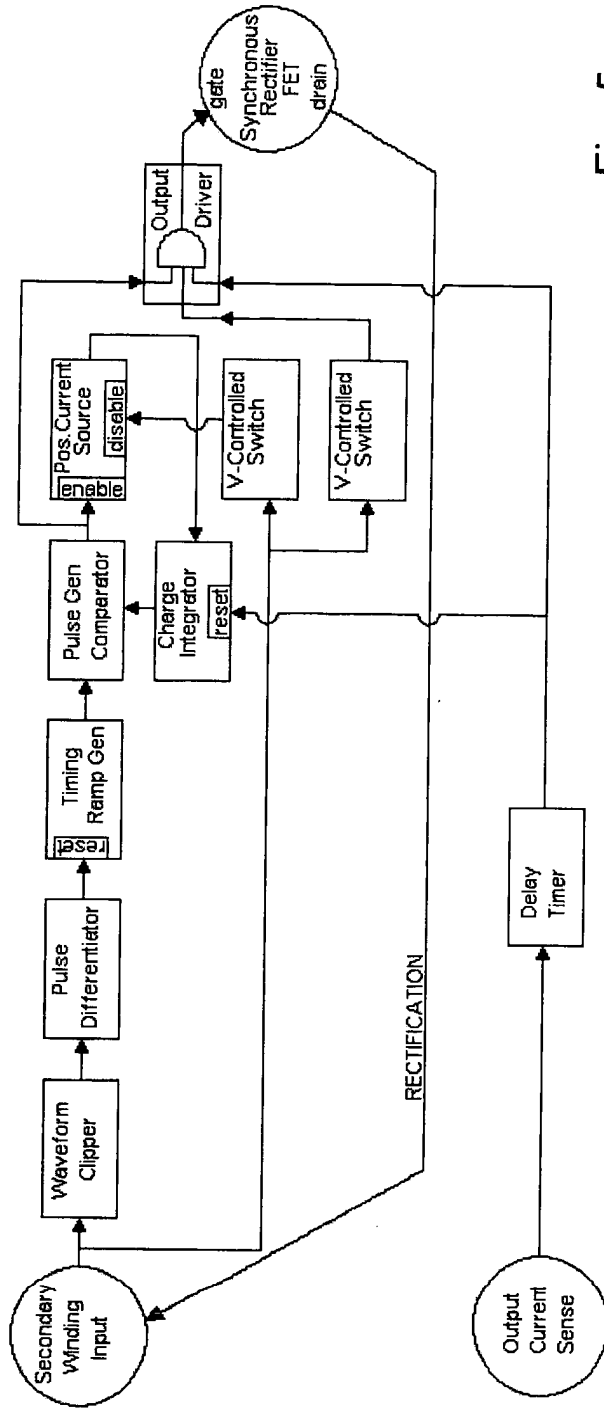 Secondary
Winding
Input
Waveform
Clipper
Pulse
Differentiator
reset
Timing
Ramp Gen
Pulse Gen
Comparator
enable
Pos.Current
Source
disable
Output
Driver
gate
Synchronous
Rectifier
FET
drain
Charge
Integrator
reset
V-Controlled
Switch
V-Controlled
Switch
RECTIFICATION
Output
Current
Sense
Delay
Timer